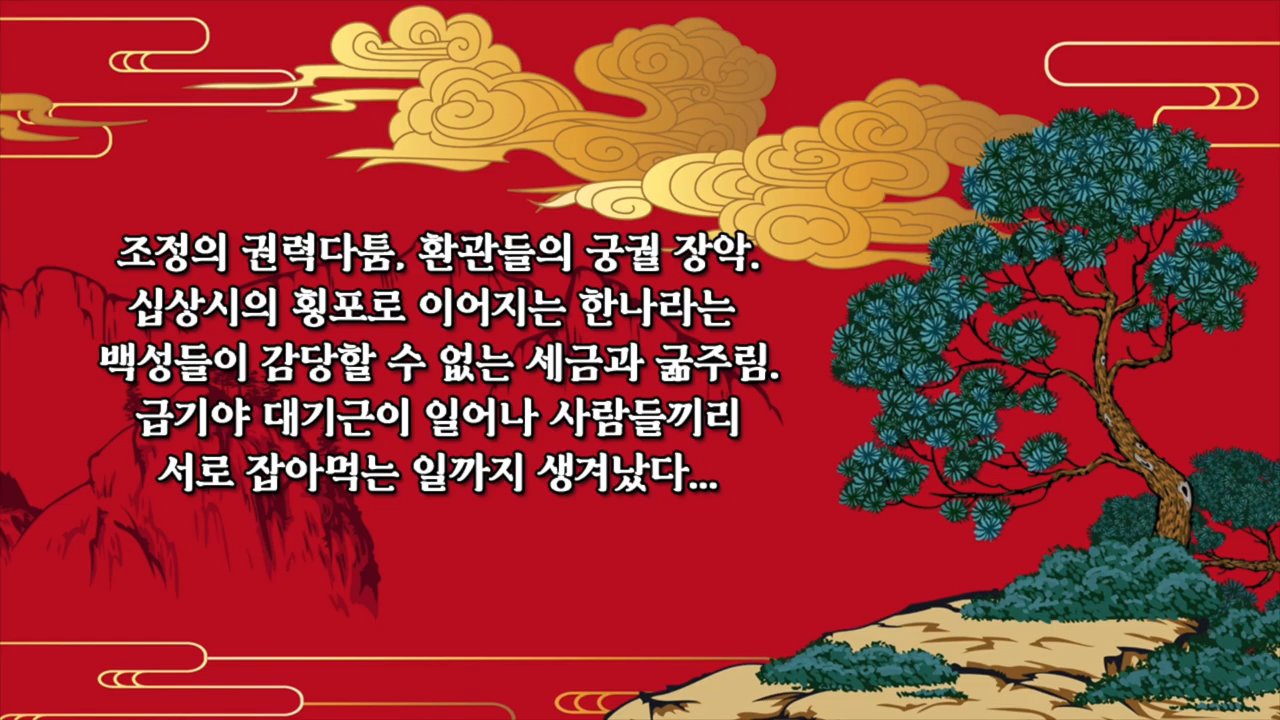 조정의 권력다툼, 환관들의 궁궐 장악.
십상시의 횡포로 이어지는 한나라는
백성들이 감당할 수 없는 세금과 굶주림.
급기야 대기근이 일어나 사람들끼리
서로 잡아먹는 일까지 생겨났다...